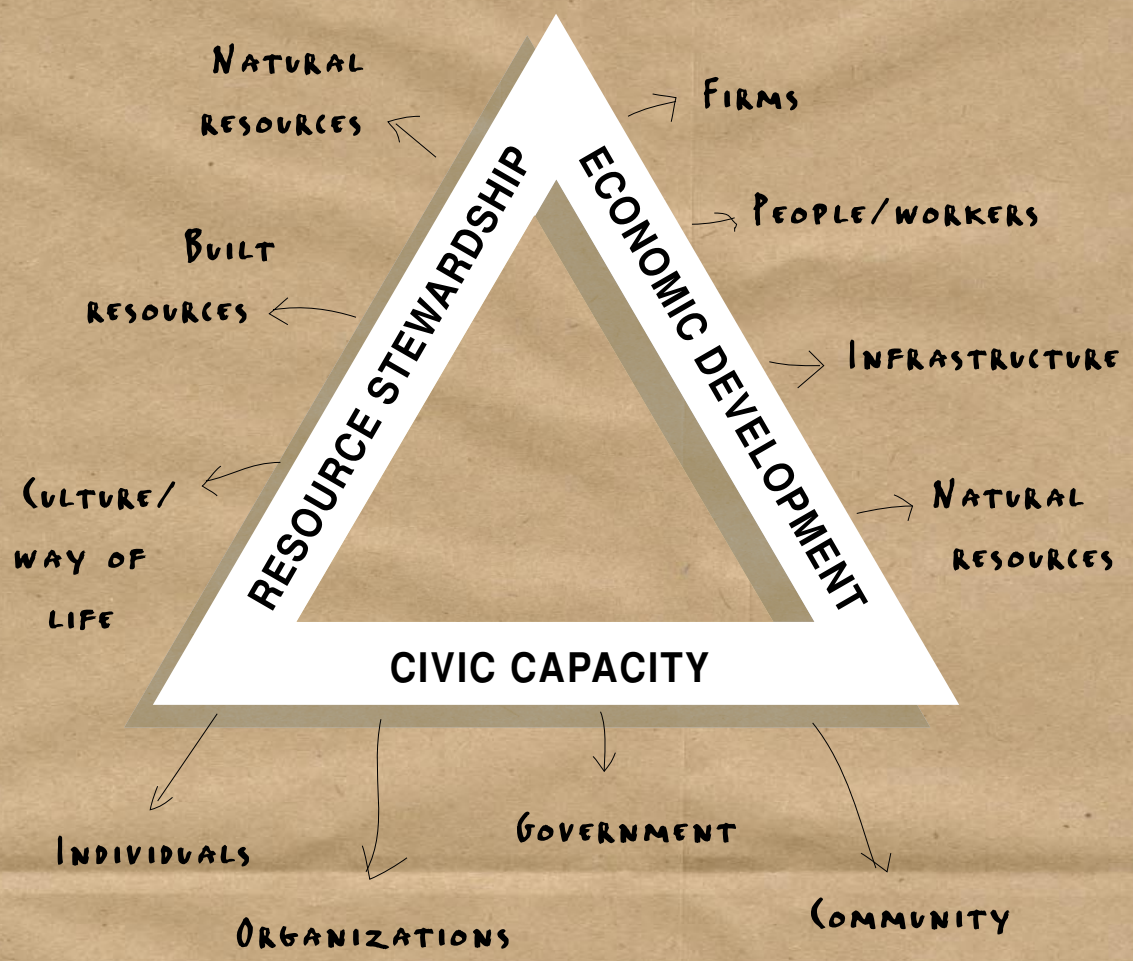 Natural
resources
Built
resources
Culture/
way of
life
RESOURCE STEWARDSHIP
ECONOMIC DEVELOPMENT
Firms
People/workers
Infrastructure
Natural
resources
CIVIC CAPACITY
Individuals
Organizations
Government
Community